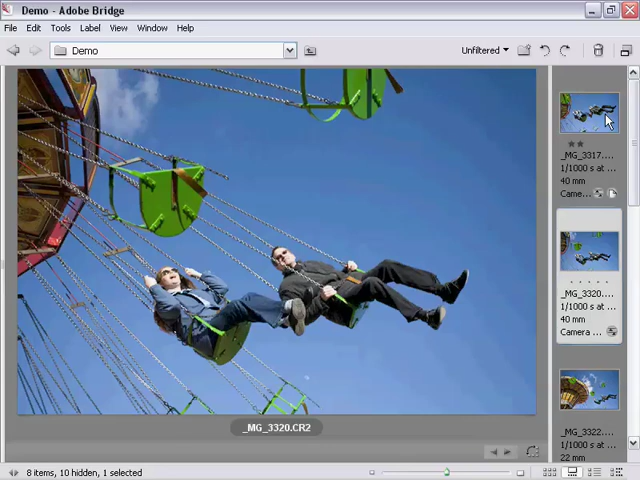 Demo - Adobe Bridge
File Edit Tools Label View Window Help
Demo
Unfiltered
_MG_3317....
1/1000 s at ...
40 mm
Came...
_MG_3320....
1/1000 s at ...
40 mm
Camera ...
_MG_3322....
1/1000 s at ...
22 mm
_MG_3320.CR2
8 items, 10 hidden, 1 selected